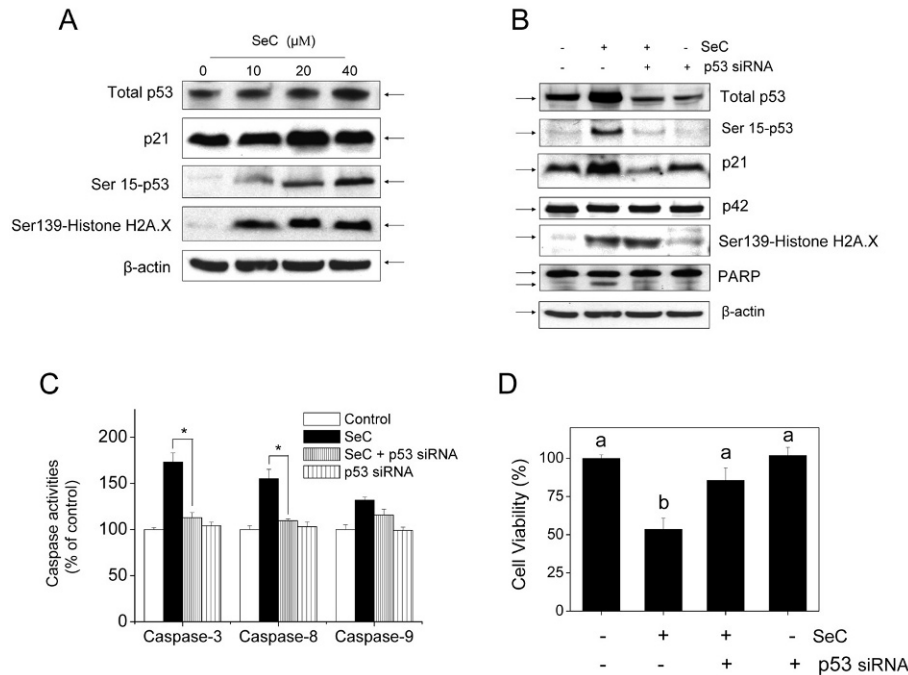 A
SeC (μM)
0 10 20 40
Total p53
p21
Ser 15-p53
Ser139-Histone H2A.X
β-actin
B
- + + - SeC
- - + + p53 siRNA
Total p53
Ser 15-p53
p21
p42
Ser139-Histone H2A.X
PARP
β-actin
C
Caspase activities
(% of control)
200
150
100
50
0
* *
Control
SeC
SeC + p53 siRNA
p53 siRNA
Caspase-3 Caspase-8 Caspase-9
D
Cell Viability (%)
100
75
50
25
0
a b a a
- + + - SeC
- - + + p53 siRNA